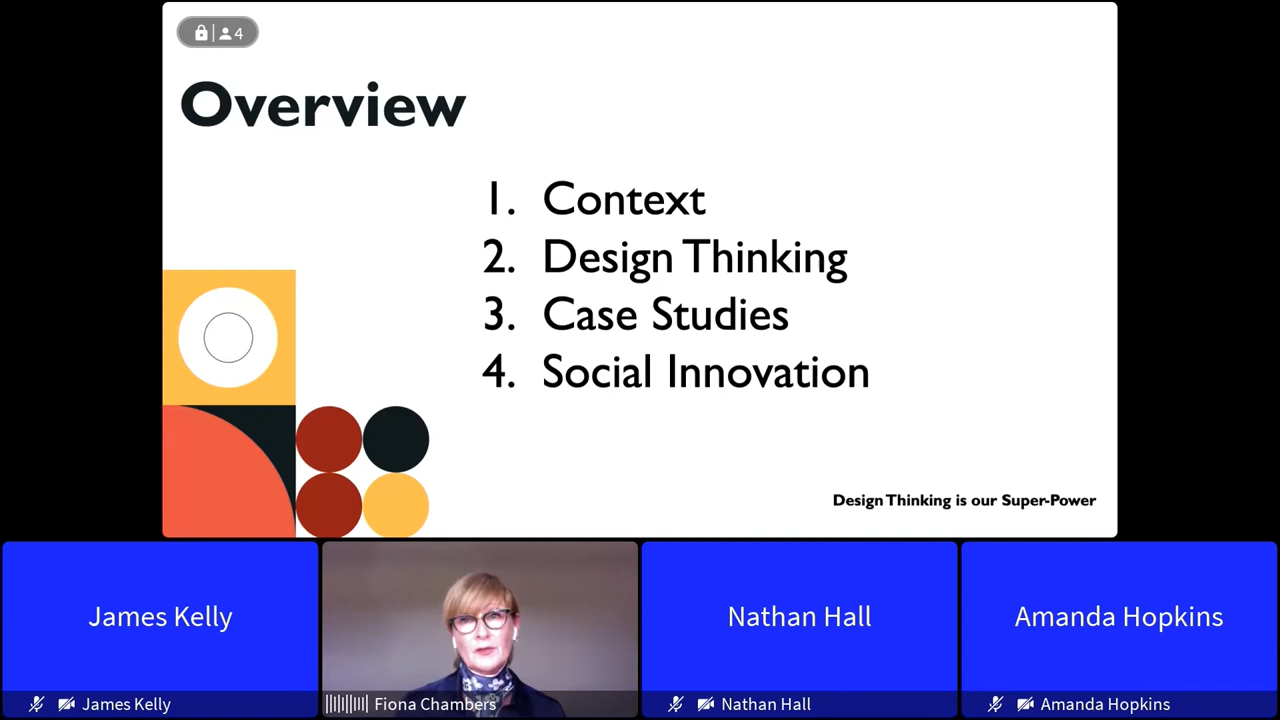 4
Overview
1. Context
2. Design Thinking
3. Case Studies
4. Social Innovation
Design Thinking is our Super-Power
James Kelly
Nathan Hall
Amanda Hopkins
James Kelly
Fiona Chambers
Nathan Hall
Amanda Hopkins